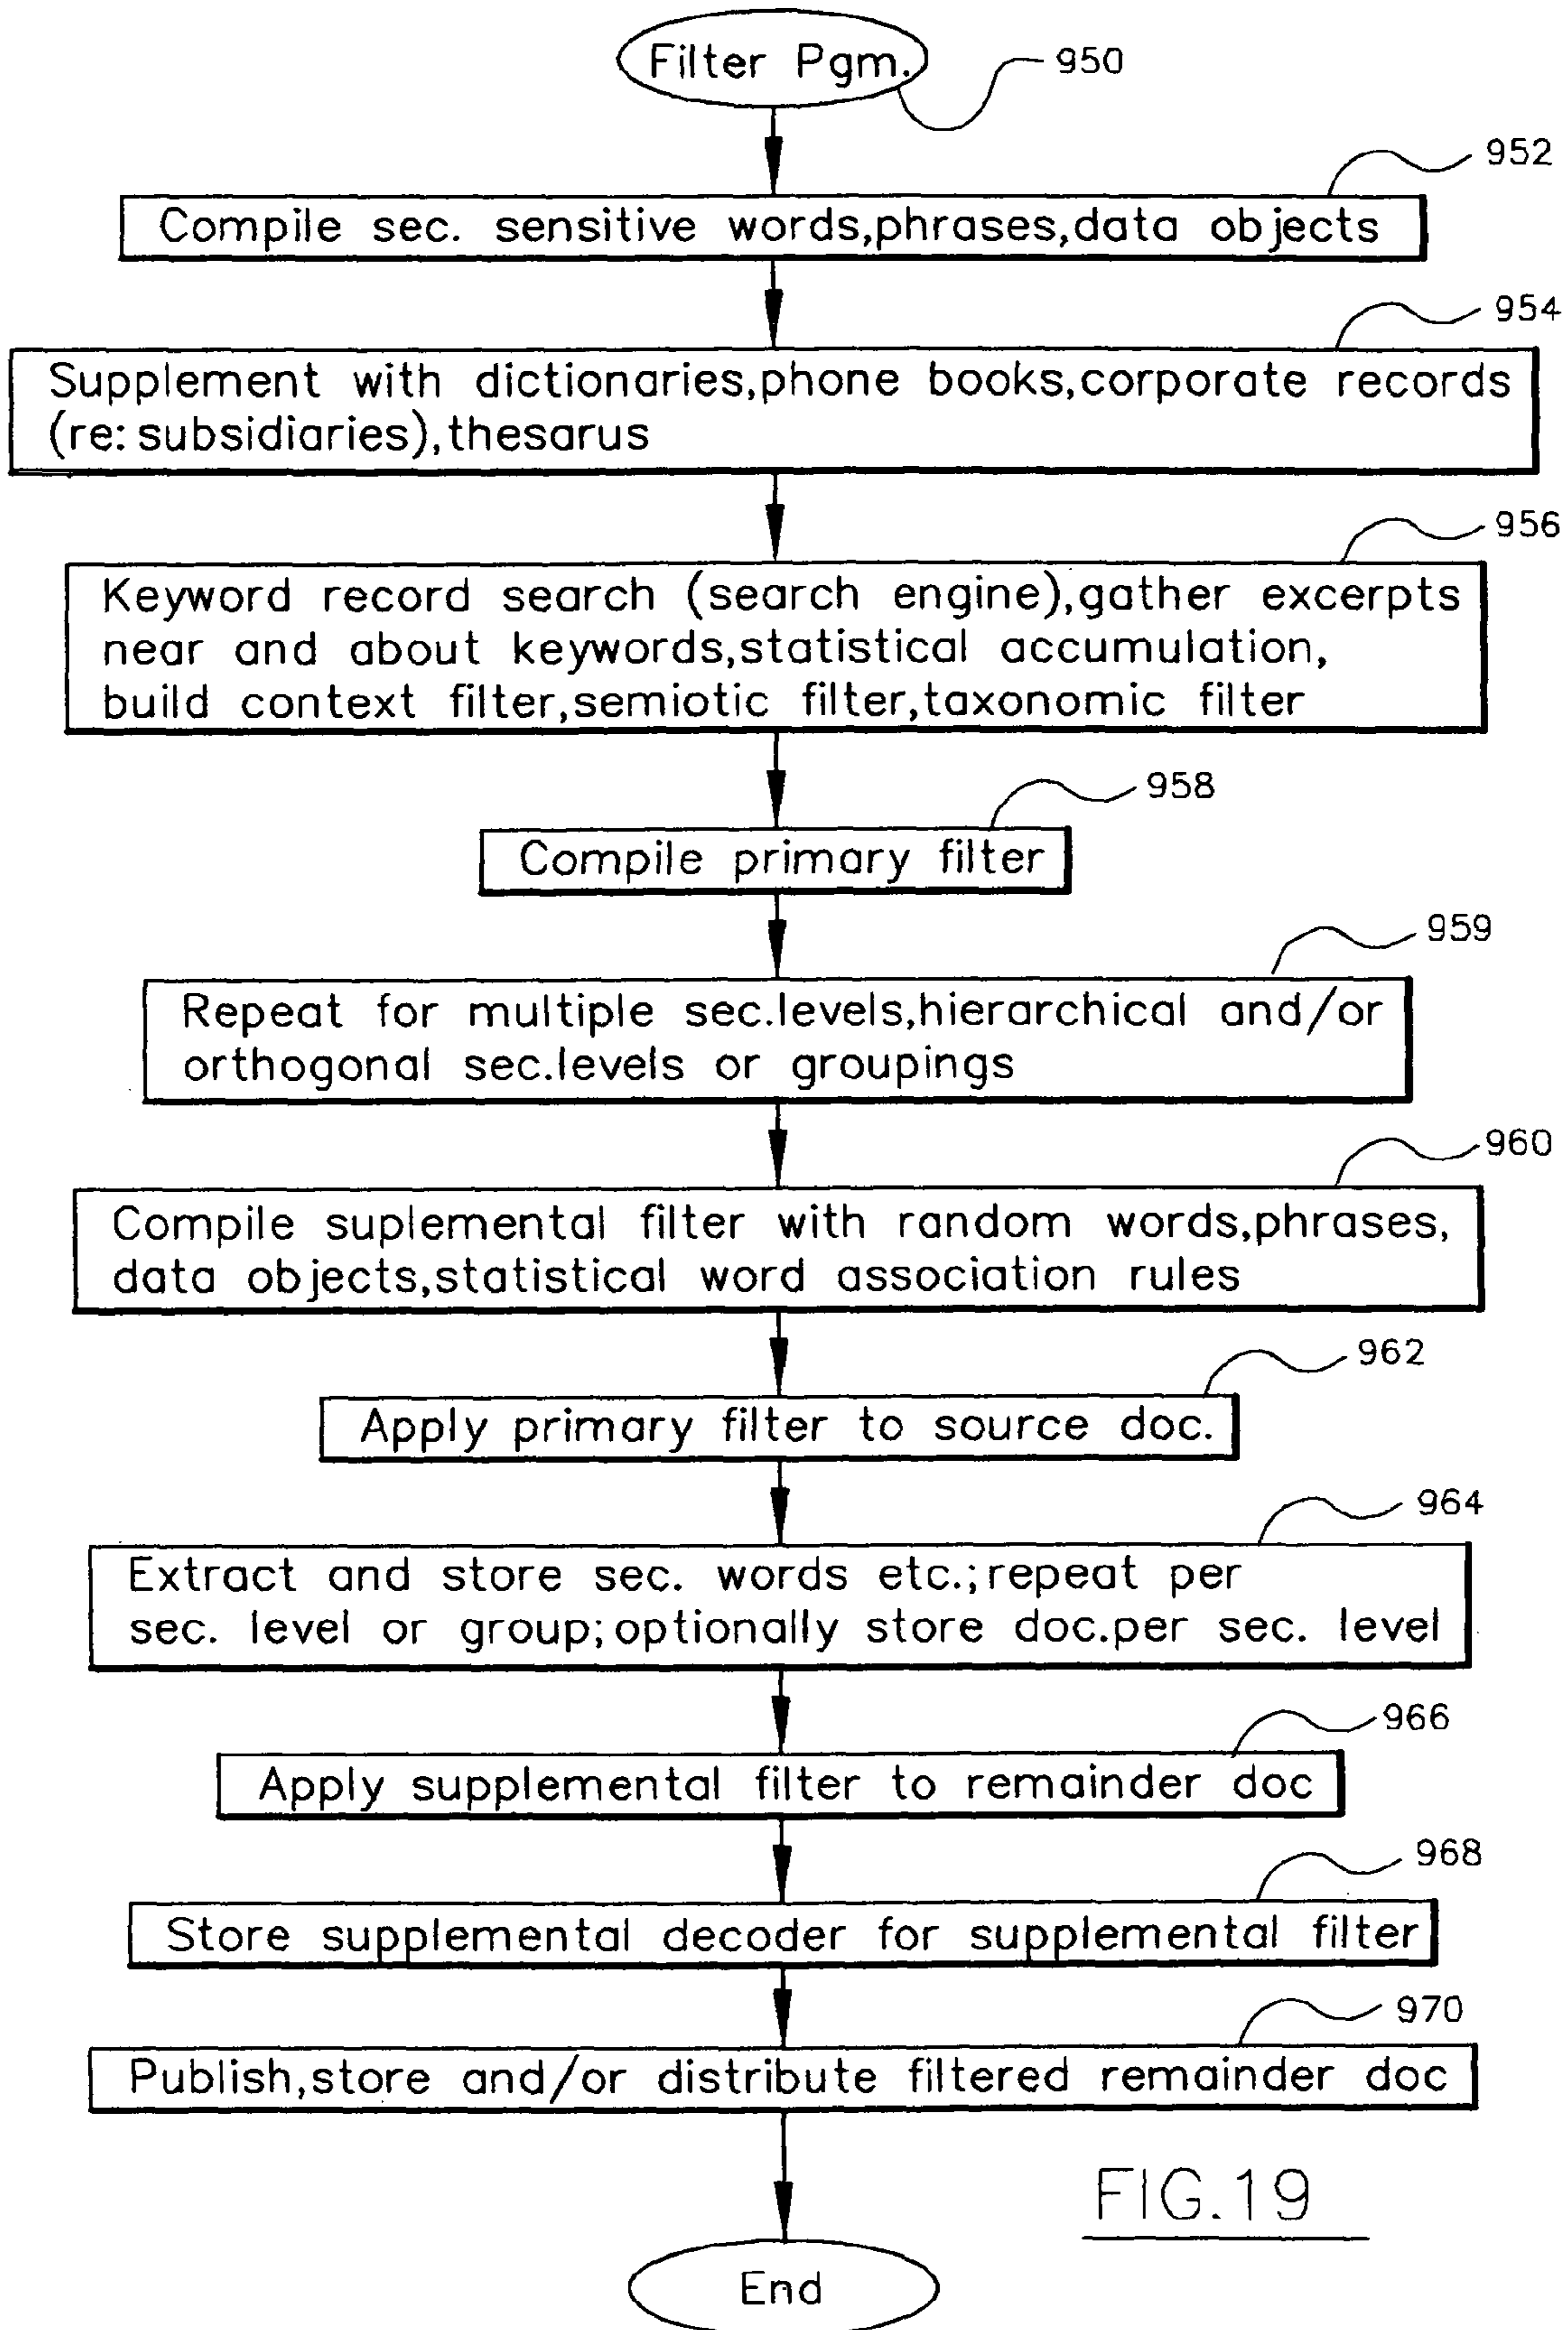 Filter Pgm.
950
952
Compile sec. sensitive words,phrases,data objects
954
Supplement with dictionaries,phone books,corporate records
(re: subsidiaries),thesarus
956
Keyword record search (search engine),gather excerpts
near and about keywords,statistical accumulation,
build context filter,semiotic filter,taxonomic filter
958
Compile primary filter
959
Repeat for multiple sec.levels,hierarchical and/or
orthogonal sec.levels or groupings
960
Compile suplemental filter with random words,phrases,
data objects,statistical word association rules
962
Apply primary filter to source doc.
964
Extract and store sec. words etc.;repeat per
sec. level or group;optionally store doc.per sec. level
966
Apply supplemental filter to remainder doc
968
Store supplemental decoder for supplemental filter
970
Publish,store and/or distribute filtered remainder doc
FIG.19
End